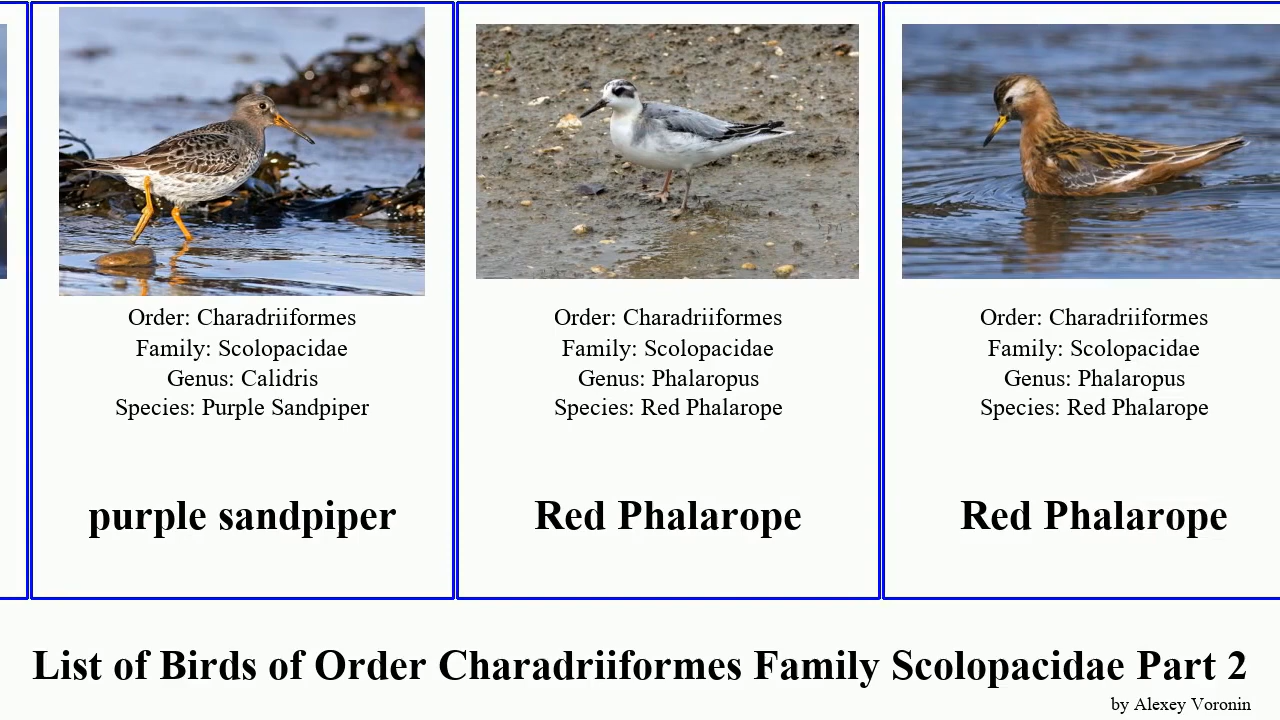 Order: Charadriiformes
Family: Scolopacidae
Genus: Calidris
Species: Purple Sandpiper
purple sandpiper
Order: Charadriiformes
Family: Scolopacidae
Genus: Phalaropus
Species: Red Phalarope
Red Phalarope
Order: Charadriiformes
Family: Scolopacidae
Genus: Phalaropus
Species: Red Phalarope
Red Phalarope
List of Birds of Order Charadriiformes Family Scolopacidae Part 2
by Alexey Voronin